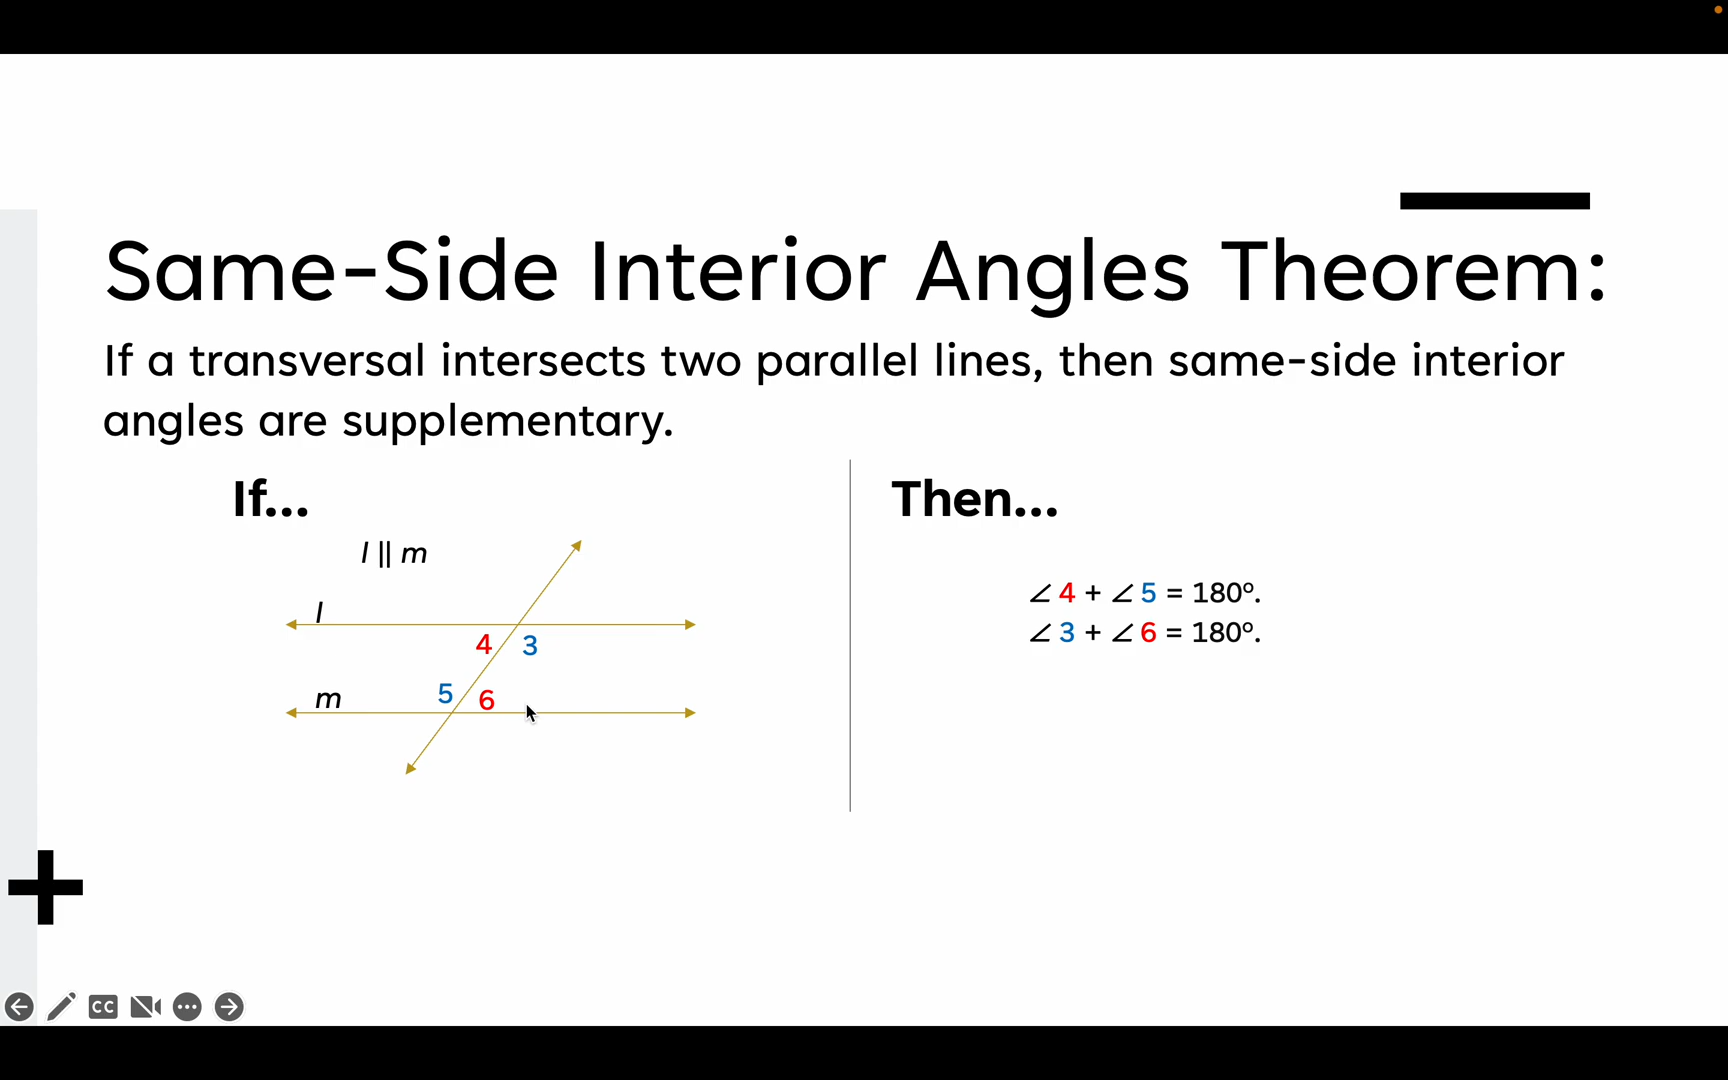 Same-Side Interior Angles Theorem:
If a transversal intersects two parallel lines, then same-side interior
angles are supplementary.
If...
l || m
l
4 3
m
5 6
Then...
∠ 4 + ∠ 5 = 180º.
∠ 3 + ∠ 6 = 180º.
CC